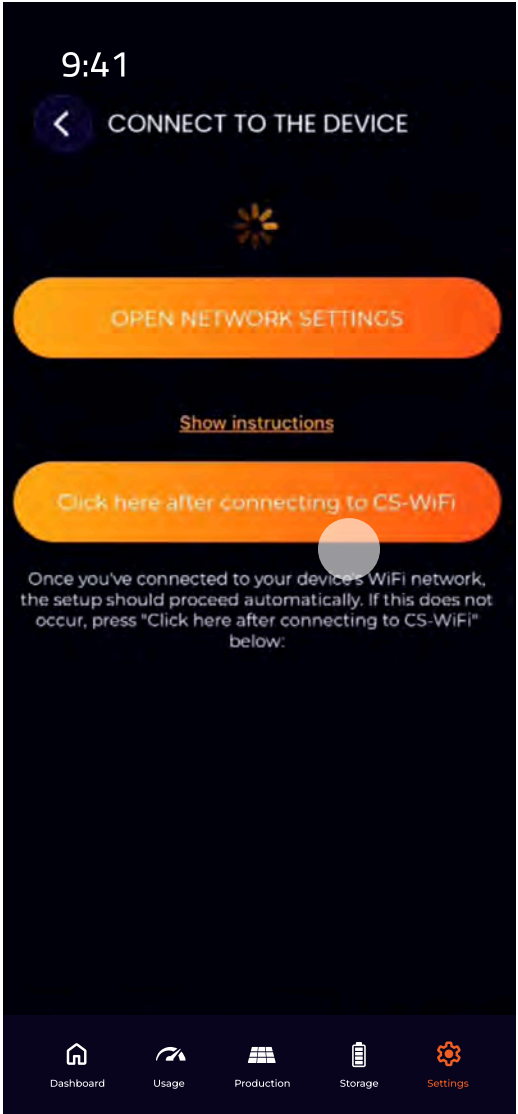 9:41
CONNECT TO THE DEVICE
OPEN NETWORK SETTINGS
Show instructions
Click here after connecting to CS-WiFi
Once you've connected to your device's WiFi network,
the setup should proceed automatically. If this does not
occur, press "Click here after connecting to CS-WiFi"
below:
Dashboard Usage Production Storage Settings